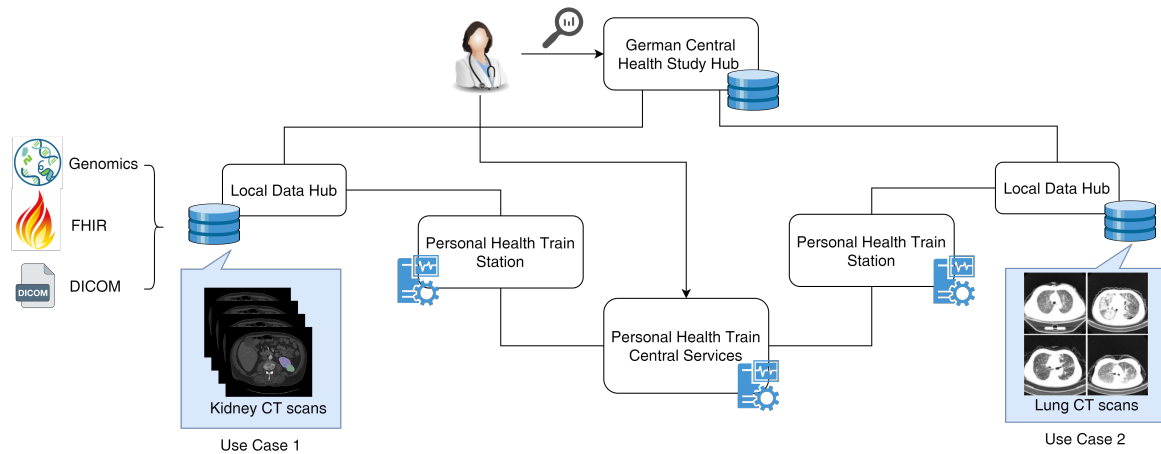 German Central
Health Study Hub
Genomics
FHIR
DICOM
DICOM
Local Data Hub
Personal Health Train
Station
Personal Health Train
Central Services
Personal Health Train
Station
Local Data Hub
Kidney CT scans
Use Case 1
Lung CT scans
Use Case 2